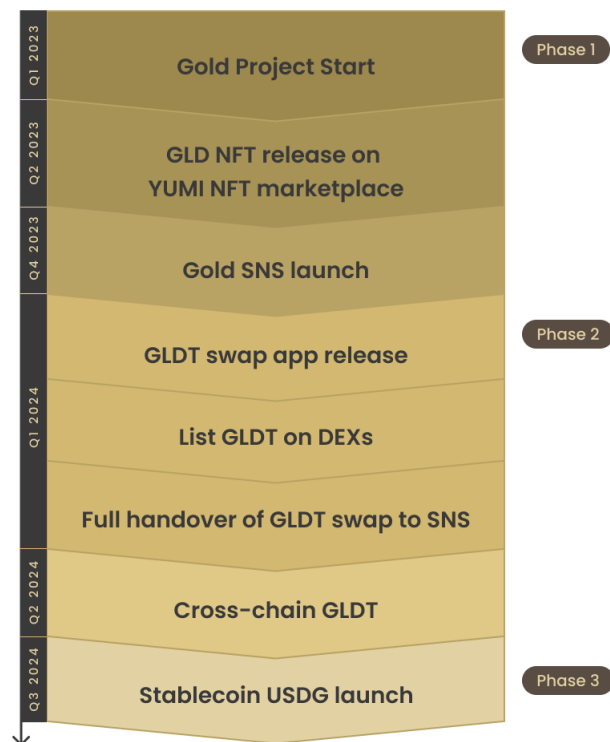 Q1 2023
Gold Project Start
Phase 1
Q2 2023
GLD NFT release on
YUMI NFT marketplace
Q4 2023
Gold SNS launch
Q1 2024
GLDT swap app release
Phase 2
List GLDT on DEXs
Full handover of GLDT swap to SNS
Q2 2024
Cross-chain GLDT
Q3 2024
Stablecoin USDG launch
Phase 3